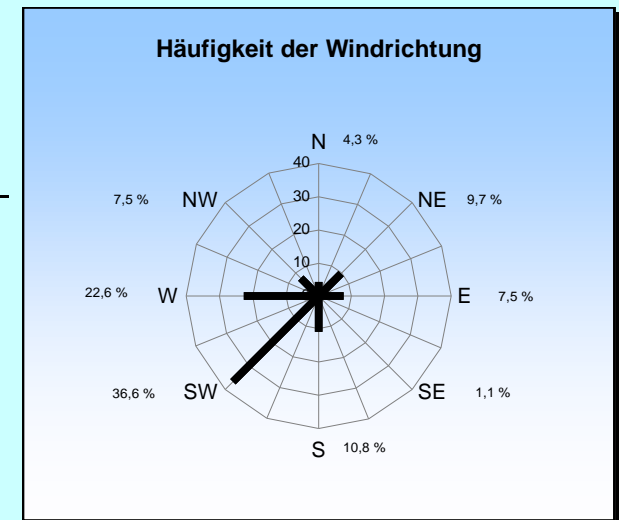 Häufigkeit der Windrichtung
N 4,3 %
40
NW 7,5 %
30
NE 9,7 %
20
10
W 22,6 %
0
E 7,5 %
SW 36,6 %
SE 1,1 %
S 10,8 %